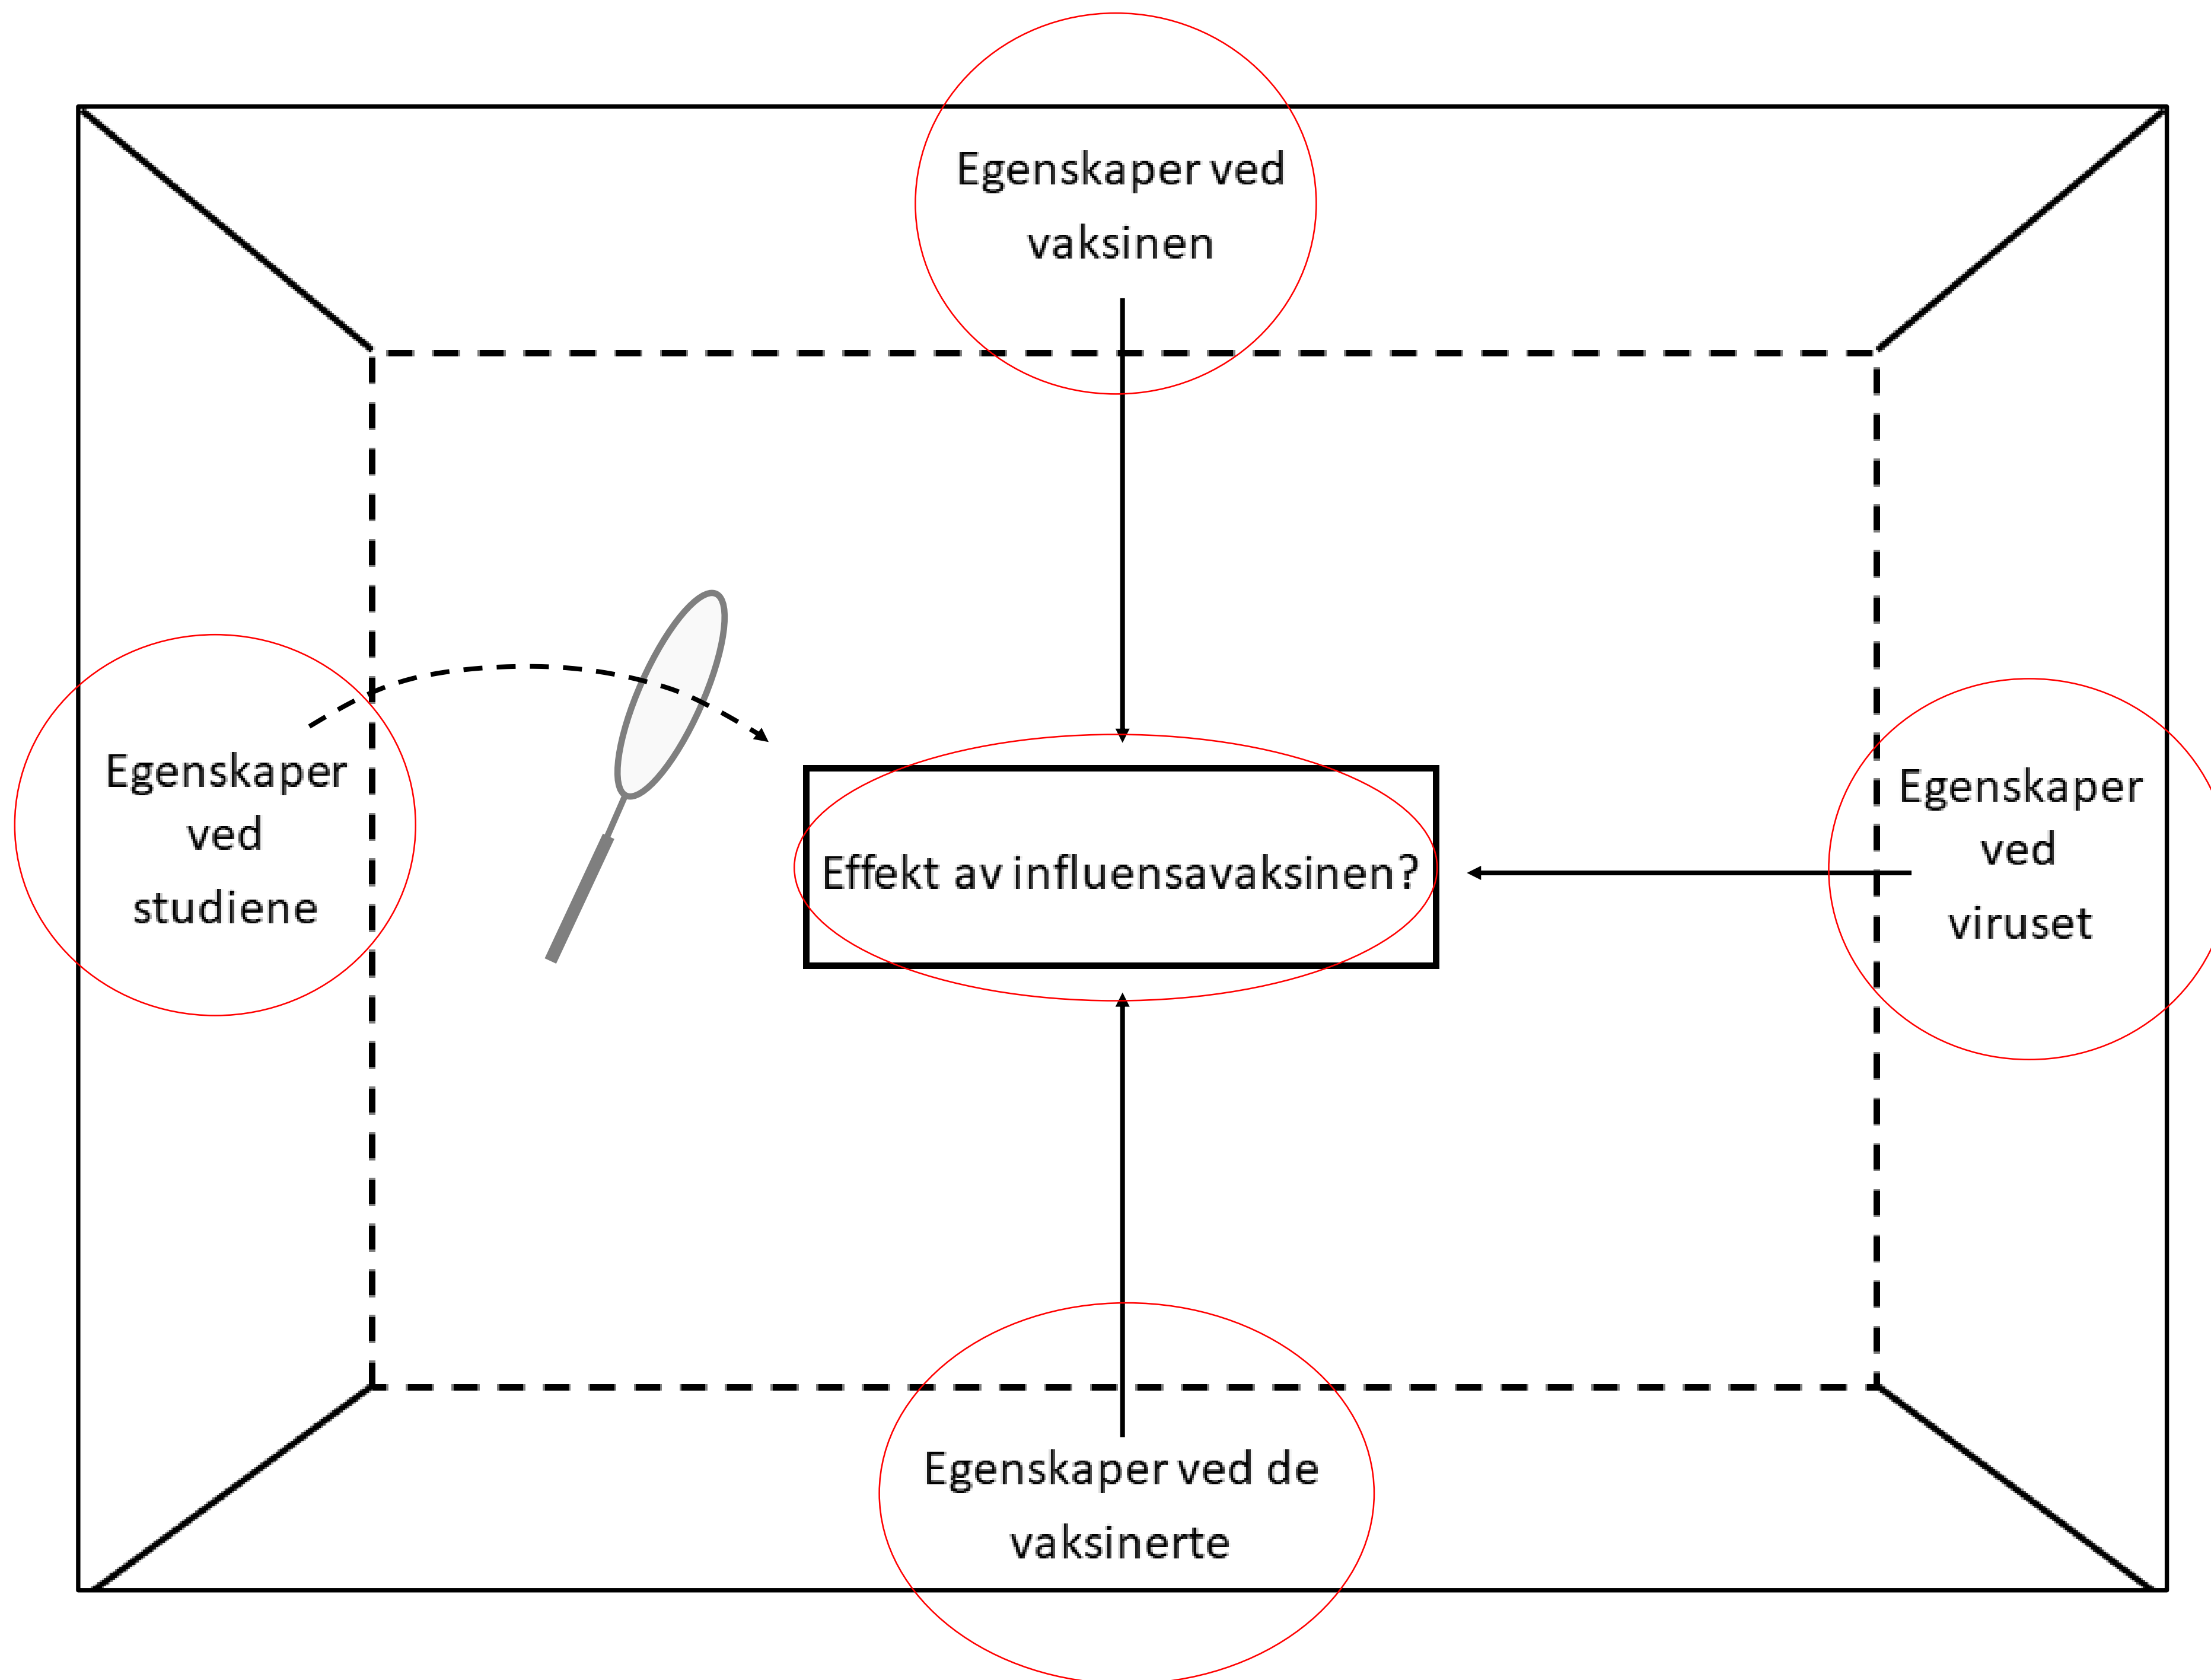 Egenskaper ved
vaksinen
Egenskaper
ved
studiene
Effekt av influensavaksinen?
Egenskaper
ved
viruset
Egenskaper ved de
vaksinerte